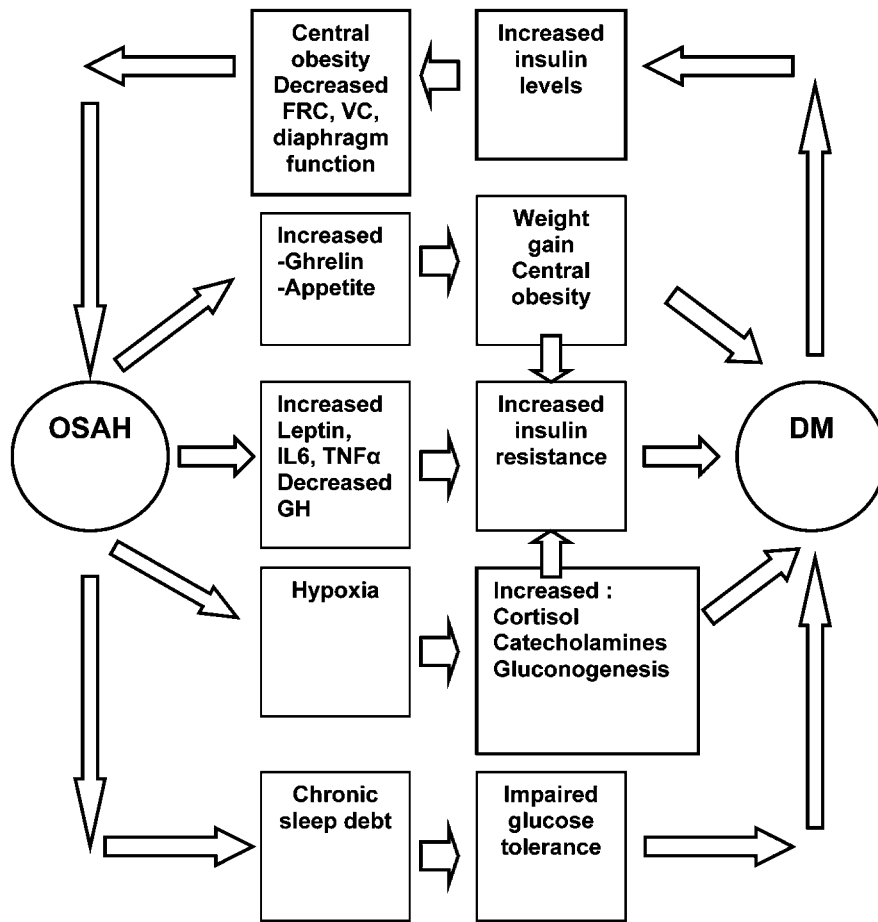 Central
obesity
Decreased
FRC, VC,
diaphragm
function
Increased
insulin
levels
Increased
-Ghrelin
-Appetite
Weight
gain
Central
obesity
OSAH
Increased
Leptin,
IL6, TNFα
Decreased
GH
Increased
insulin
resistance
DM
Hypoxia
Increased :
Cortisol
Catecholamines
Gluconogenesis
Chronic
sleep debt
Impaired
glucose
tolerance